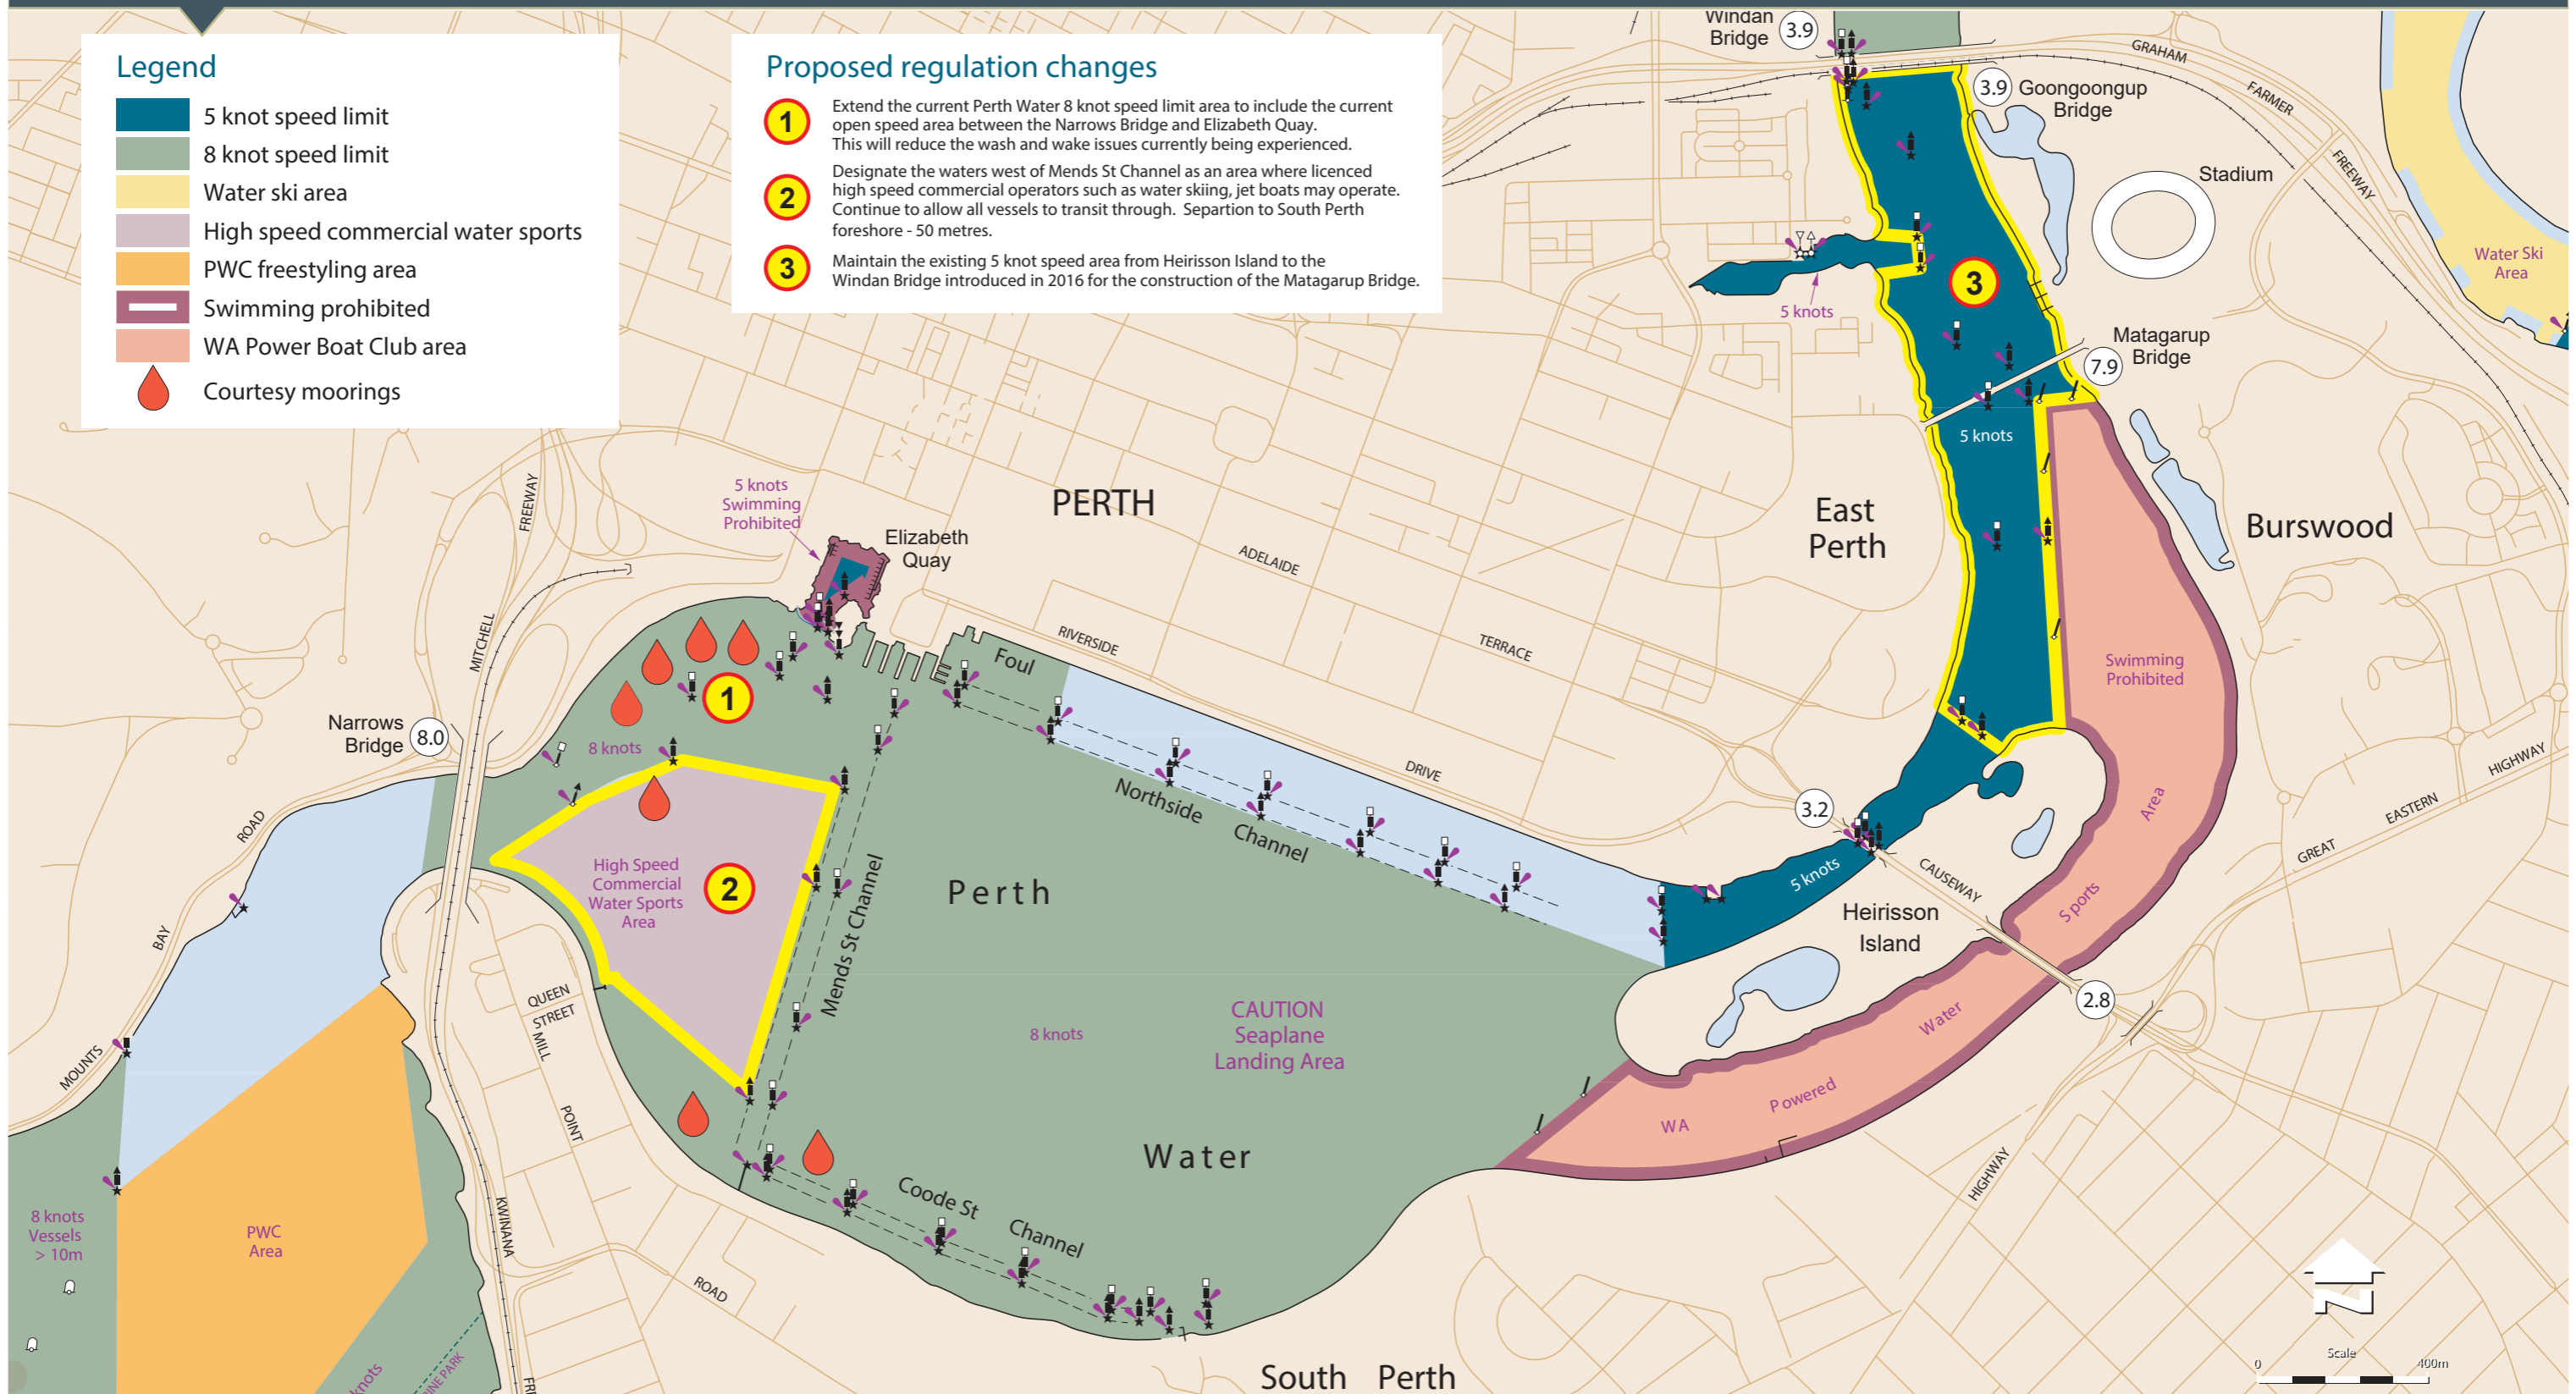 Legend
5 knot speed limit
8 knot speed limit
Water ski area
High speed commercial water sports
PWC freestyling area
Swimming prohibited
WA Power Boat Club area
Courtesy moorings
Proposed regulation changes
1
Extend the current Perth Water 8 knot speed limit area to include the current
open speed area between the Narrows Bridge and Elizabeth Quay.
This will reduce the wash and wake issues currently being experienced.
2
Designate the waters west of Mends St Channel as an area where licenced
high speed commercial operators such as water skiing, jet boats may operate.
Continue to allow all vessels to transit through. Separtion to South Perth
foreshore - 50 metres.
3
Maintain the existing 5 knot speed area from Heirisson Island to the
Windan Bridge introduced in 2016 for the construction of the Matagarup Bridge.
Windan
Bridge
3.9
GRAHAM
FARMER
FREEWAY
3.9
Goongoongup
Bridge
Stadium
Water Ski
Area
3
5 knots
Matagarup
Bridge
7.9
5 knots
East
Perth
Burswood
Swimming
Prohibited
Area
Sports
Water
Powered
WA
FREEWAY
MITCHELL
5 knots
Swimming
Prohibited
Elizabeth
Quay
PERTH
ADELAIDE
TERRACE
RIVERSIDE
DRIVE
Foul
1
8 knots
Narrows
Bridge
8.0
Northside
Channel
3.2
CAUSEWAY
5 knots
Heirisson
Island
2.8
GREAT
EASTERN
HIGHWAY
HIGHWAY
High Speed
Commercial
Water Sports
Area
2
Mends St Channel
Perth
Water
8 knots
CAUTION
Seaplane
Landing Area
Coode St
Channel
MOUNTS
BAY
ROAD
QUEEN
STREET
MILL
POINT
ROAD
KWINANA
FRE
8 knots
Vessels
> 10m
PWC
Area
knots
INE PARK
South Perth
N
Scale
0
400m